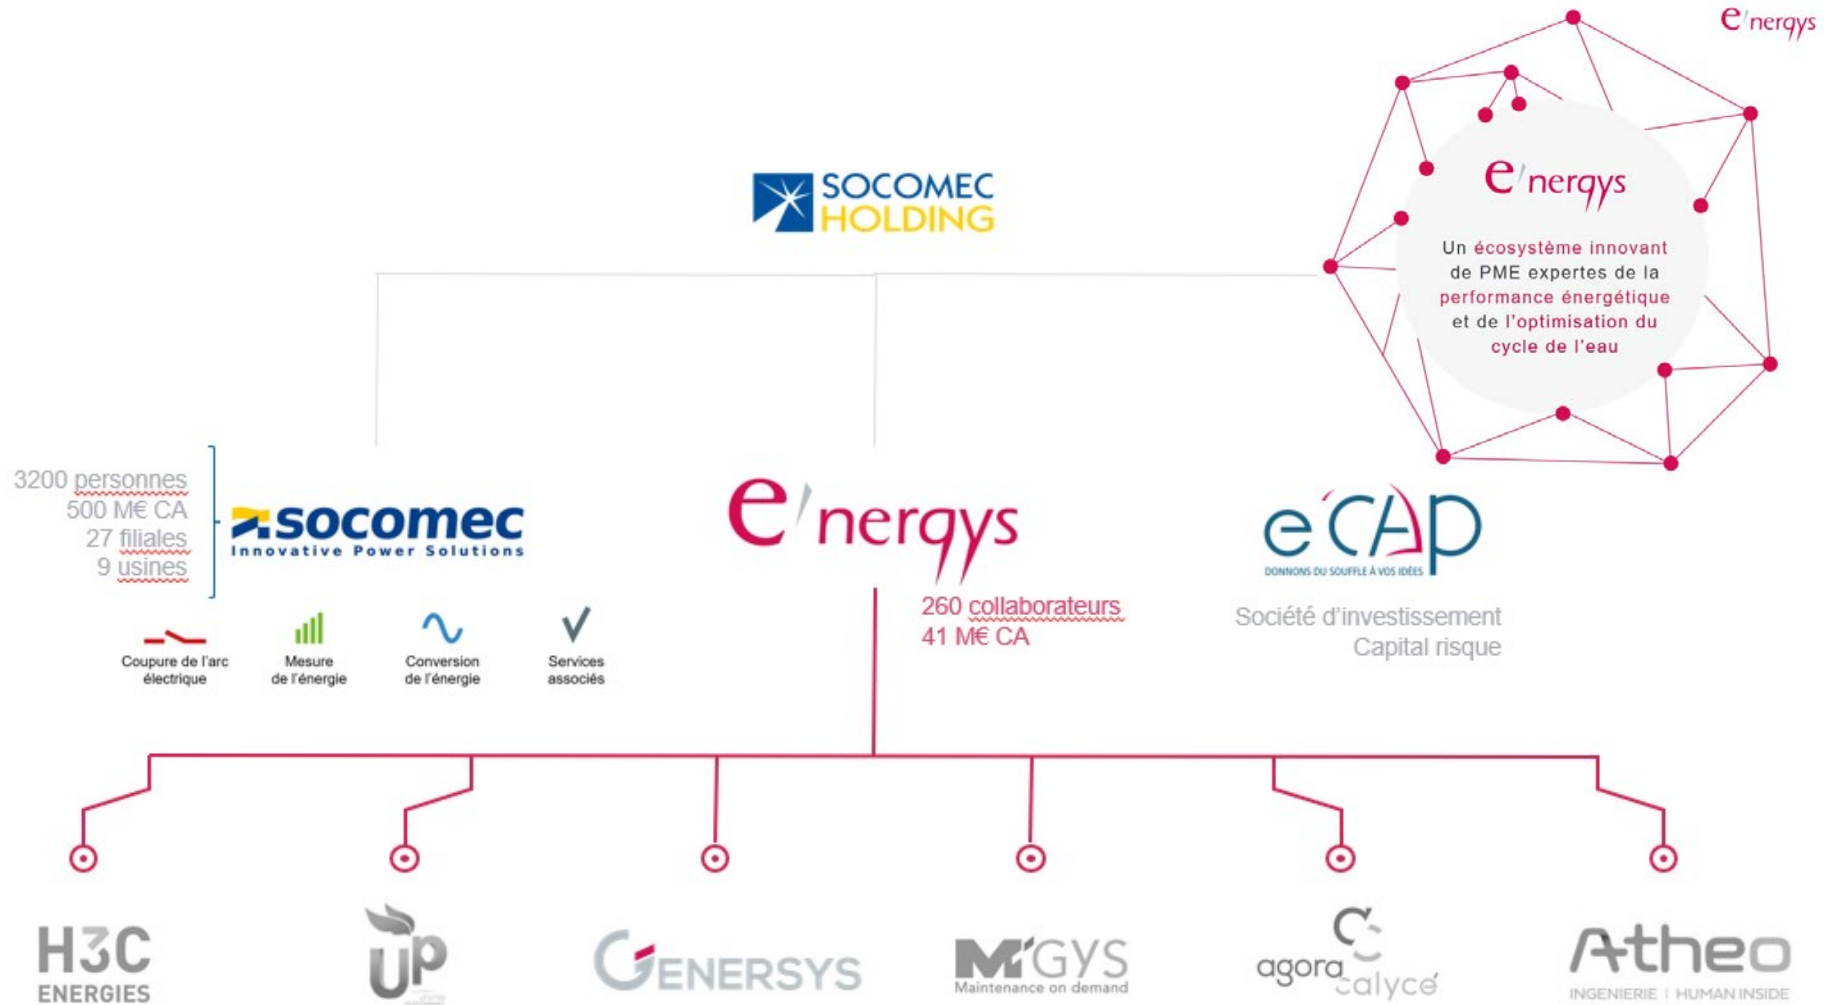 e'nergys
SOCOMEC
HOLDING
e'nergys
Un écosystème innovant
de PME expertes de la
performance énergétique
et de l'optimisation du
cycle de l'eau
3200 personnes
500 M€ CA
27 filiales
9 usines
socomec
Innovative Power Solutions
Coupure de l'arc
électrique
Mesure
de l'énergie
Conversion
de l'énergie
Services
associés
e'nergys
260 collaborateurs
41 M€ CA
e'CAP
DONNONS DU SOUFFLE À VOS IDÉES
Société d'investissement
Capital risque
H3C
ENERGIES
UP
GENERSYS
M'GYS
Maintenance on demand
agora
calycé
Atheo
INGENIERIE | HUMAN INSIDE